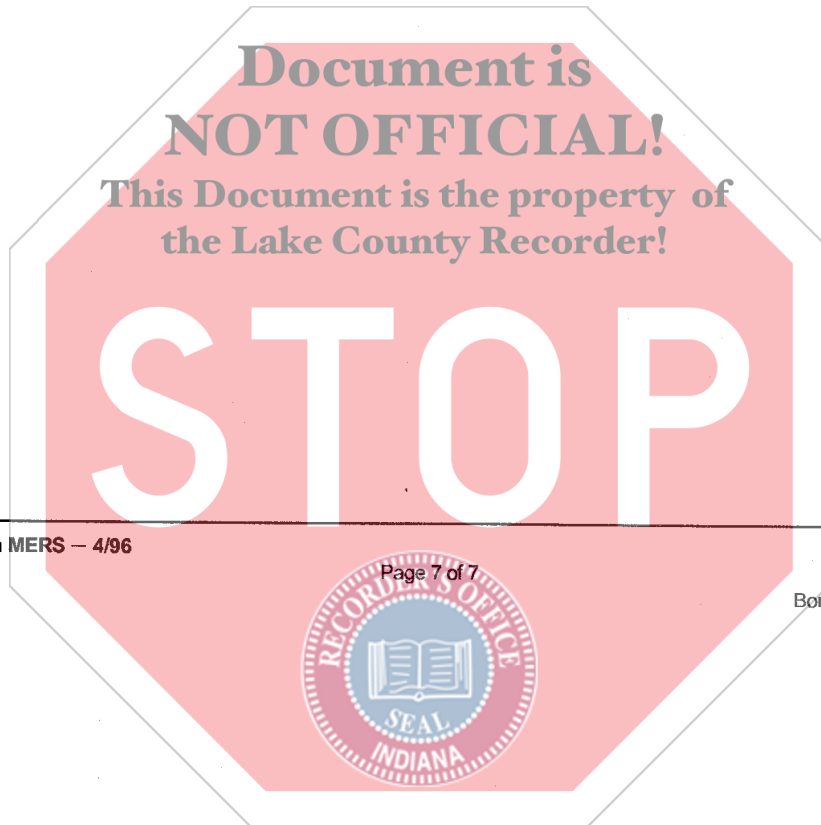 Document is
NOT OFFICIAL!
This Document is the property of
the Lake County Recorder!
STOP
MERS — 4/96
Page 7 of 7
RECORDER'S OFFICE
SEAL
INDIANA